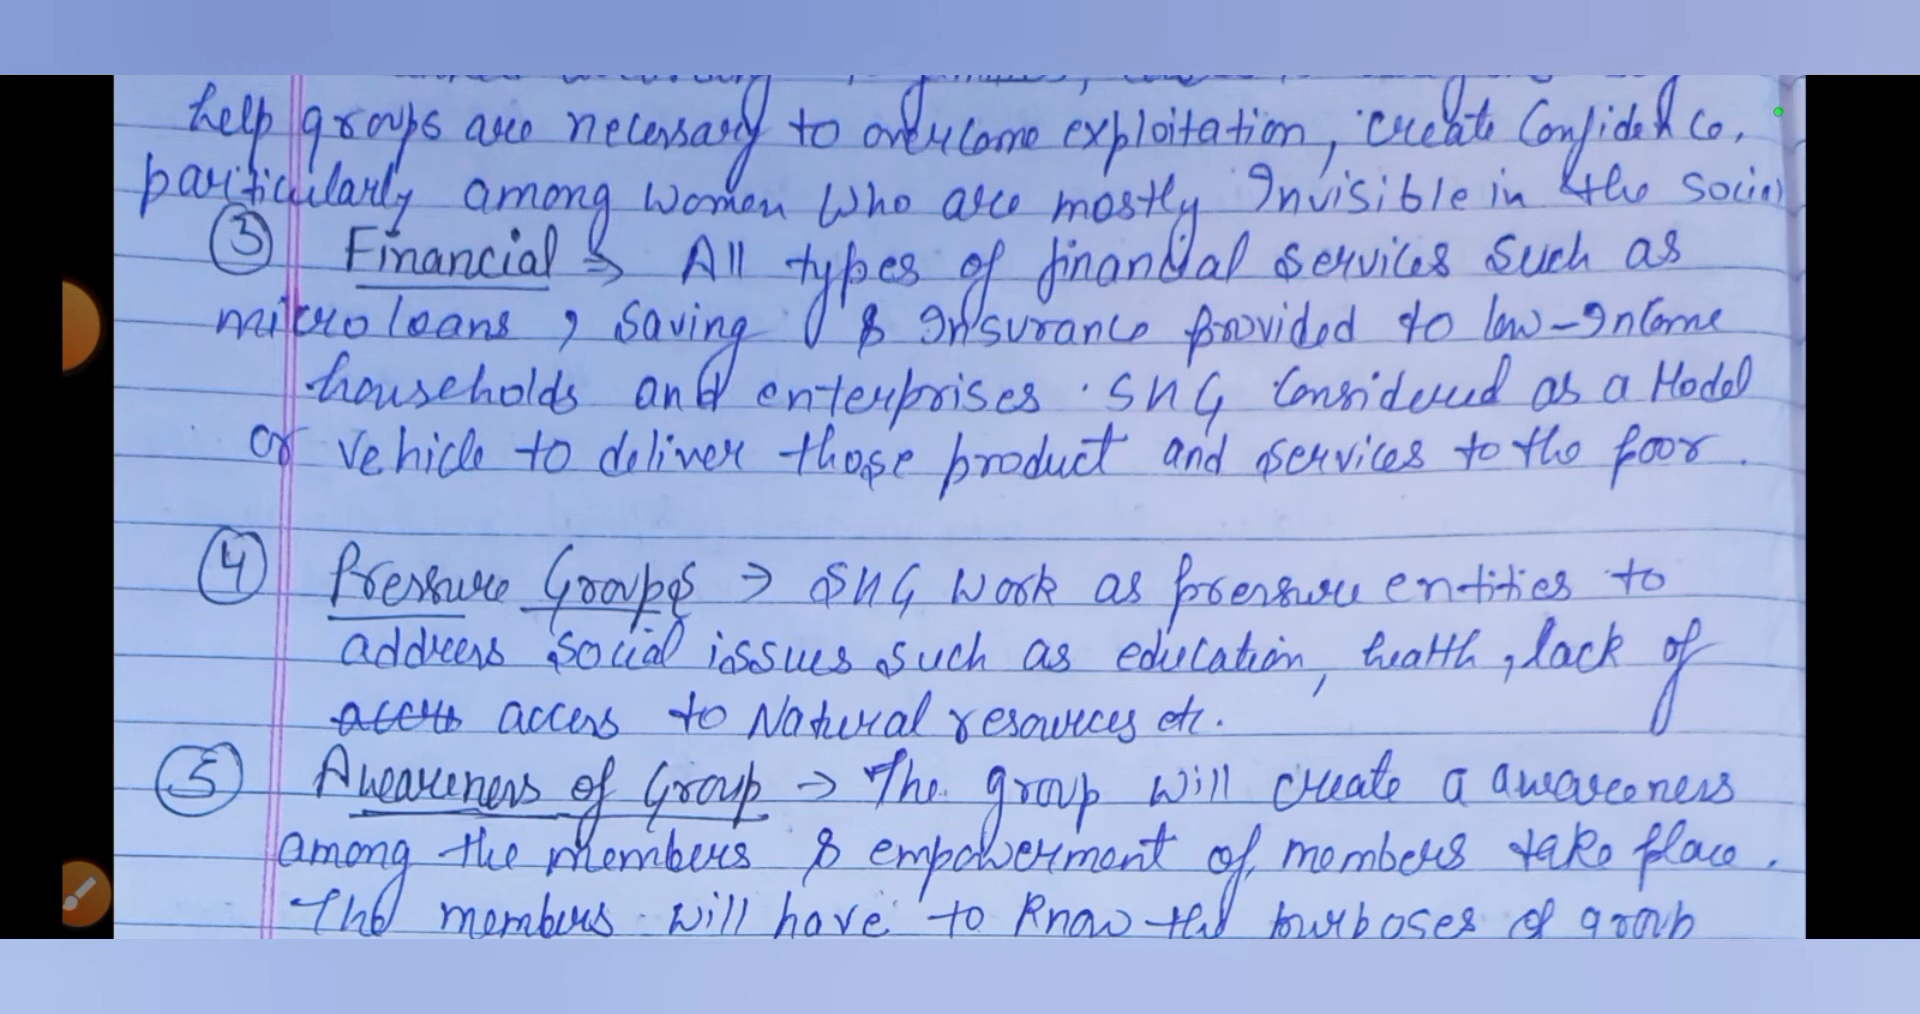 help groups are necessary to overcome exploitation, create Confidence,
particularly among women who are mostly Invisible in the social
③ Financial → All types of financial services such as
microloans, saving & Insurance provided to low-Income
households and enterprises. SHG Considered as a Model
or vehicle to deliver those product and services to the poor.
④ Pressure Groups → SHG work as pressure entities to
address social issues such as education, health, lack of
access to Natural resources etc.
⑤ Awareness of Group → The group will create a awareness
among the members & empowerment of members take place.
The members will have to know the purposes of group